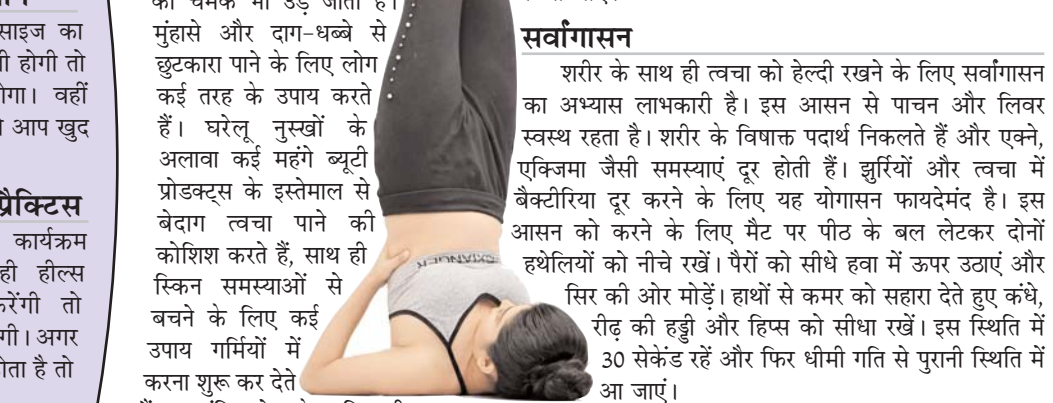 साइज का
ी होगी तो
ोगा। वहीं
आप खुद
प्रैक्टिस
कार्यक्रम
ही हील्स
करेंगी तो
गी। अगर
होता है तो
की चमक भी उड़ जाती है।
मुंहासे और दाग-धब्बे से
छुटकारा पाने के लिए लोग
कई तरह के उपाय करते
हैं। घरेलू नुस्खों के
अलावा कई महंगे ब्यूटी
प्रोडक्ट्स के इस्तेमाल से
बेदाग त्वचा पाने की
कोशिश करते हैं, साथ ही
स्किन समस्याओं से
बचने के लिए कई
उपाय गर्मियों में
करना शुरू कर देते
सर्वांगासन
शरीर के साथ ही त्वचा को हेल्दी रखने के लिए सर्वांगासन
का अभ्यास लाभकारी है। इस आसन से पाचन और लिवर
स्वस्थ रहता है। शरीर के विषाक्त पदार्थ निकलते हैं और एक्ने,
एक्जिमा जैसी समस्याएं दूर होती हैं। झुर्रियों और त्वचा में
बैक्टीरिया दूर करने के लिए यह योगासन फायदेमंद है। इस
आसन को करने के लिए मैट पर पीठ के बल लेटकर दोनों
हथेलियों को नीचे रखें। पैरों को सीधे हवा में ऊपर उठाएं और
सिर की ओर मोड़ें। हाथों से कमर को सहारा देते हुए कंधे,
रीढ़ की हड्डी और हिप्स को सीधा रखें। इस स्थिति में
30 सेकेंड रहें और फिर धीमी गति से पुरानी स्थिति में
आ जाएं।